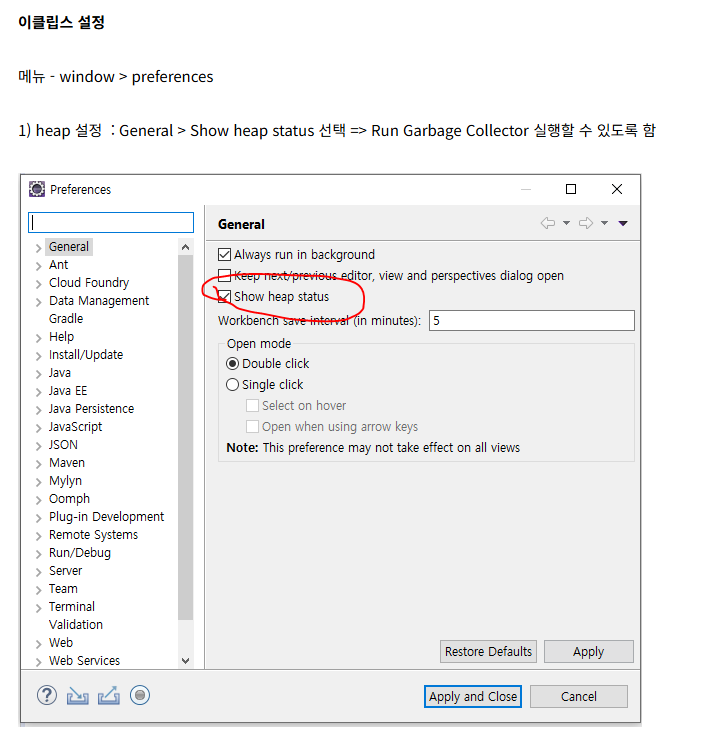 이클립스 설정
메뉴 - window > preferences
1) heap 설정 : General > Show heap status 선택 => Run Garbage Collector 실행할 수 있도록 함
Preferences
General
Ant
Cloud Foundry
Data Management
Gradle
Help
Install/Update
Java
Java EE
Java Persistence
JavaScript
JSON
Maven
Mylyn
Oomph
Plug-in Development
Remote Systems
Run/Debug
Server
Team
Terminal
Validation
Web
Web Services
General
Always run in background
Keep next/previous editor, view and perspectives dialog open
Show heap status
Workbench save interval (in minutes): 5
Open mode
Double click
Single click
Select on hover
Open when using arrow keys
Note: This preference may not take effect on all views
Restore Defaults Apply
Apply and Close Cancel